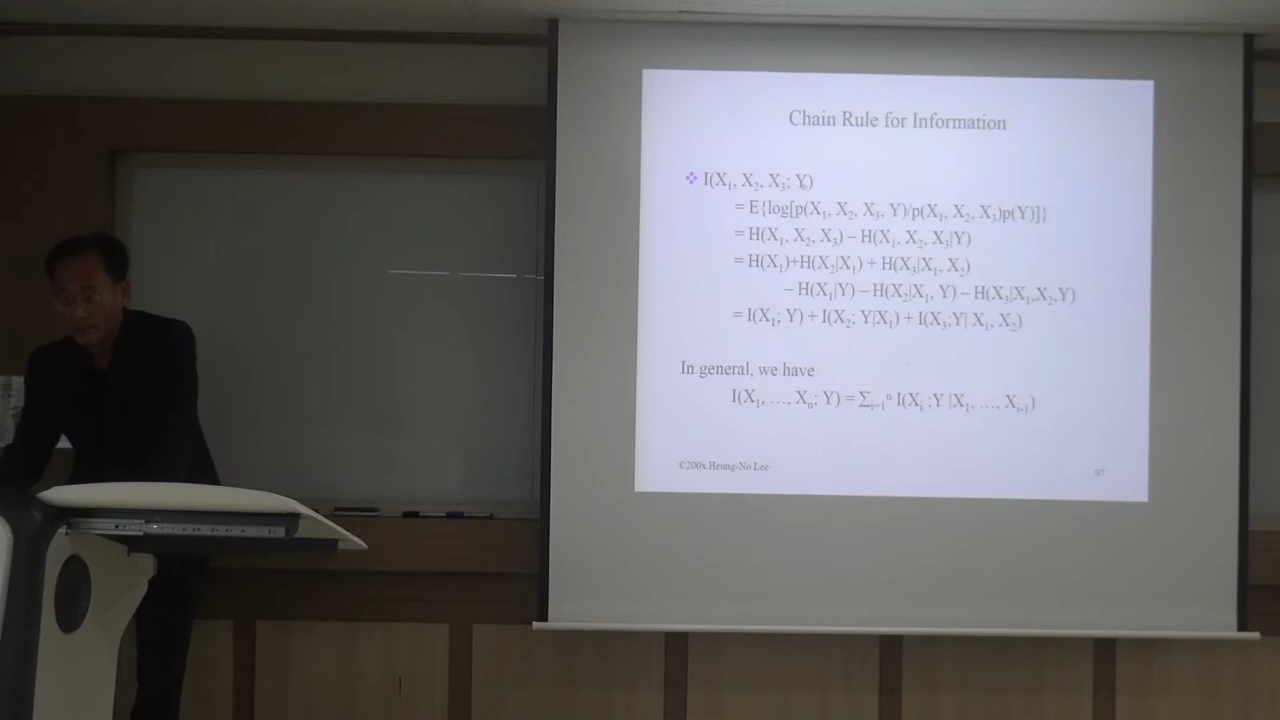 Chain Rule for Information
❖ I(X₁, X₂, X₃; Y)
= E{log[p(X₁, X₂, X₃, Y)/p(X₁, X₂, X₃)p(Y)]}
= H(X₁, X₂, X₃) – H(X₁, X₂, X₃|Y)
= H(X₁)+H(X₂|X₁) + H(X₃|X₁, X₂)
– H(X₁|Y) – H(X₂|X₁, Y) – H(X₃|X₁,X₂,Y)
= I(X₁; Y) + I(X₂; Y|X₁) + I(X₃;Y| X₁, X₂)
In general, we have
I(X₁, …, Xₙ; Y) = ∑ᵢ₌₁ⁿ I(Xᵢ ;Y |X₁, …, Xᵢ₋₁)
©200x Heung-No Lee
97